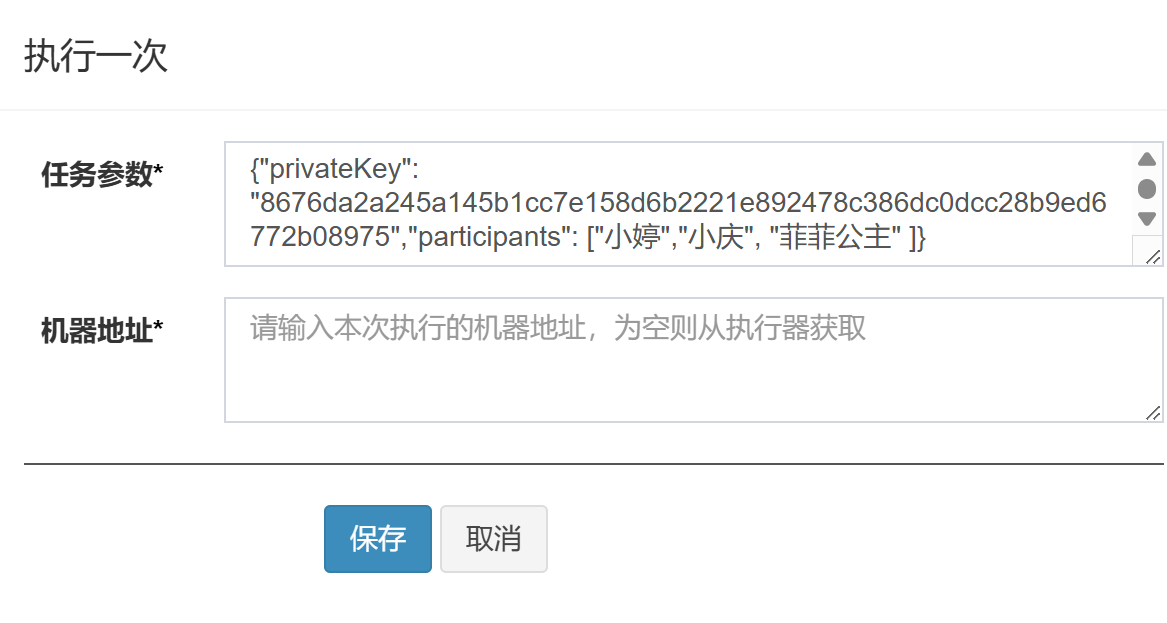 执行一次
任务参数*
{"privateKey":
"8676da2a245a145b1cc7e158d6b2221e892478c386dc0dcc28b9ed6
772b08975","participants": ["小婷","小庆", "菲菲公主" ]}
机器地址*
请输入本次执行的机器地址，为空则从执行器获取
保存
取消